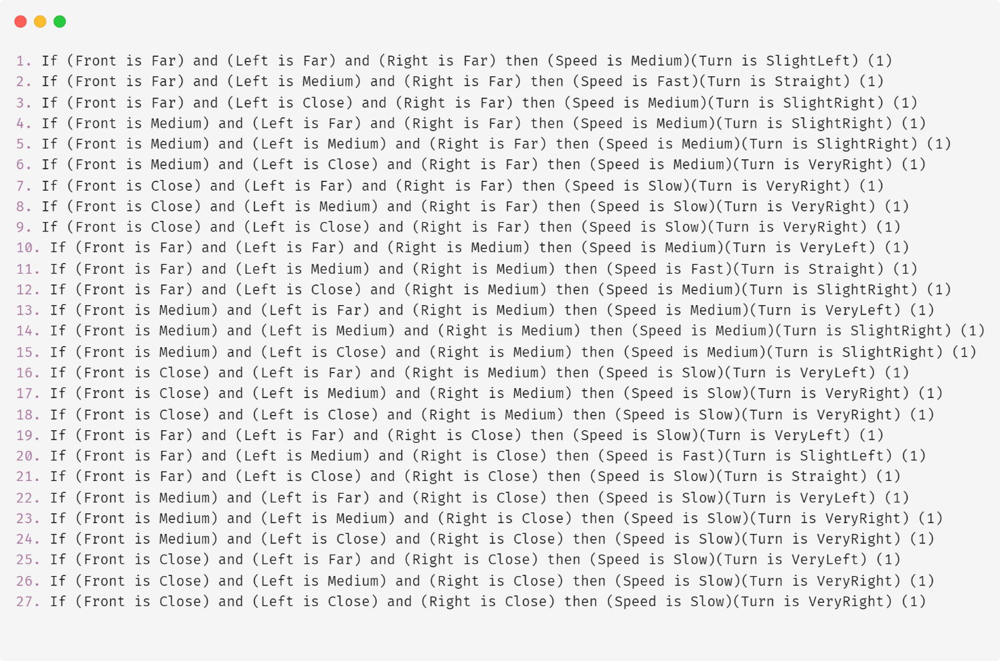 1. If (Front is Far) and (Left is Far) and (Right is Far) then (Speed is Medium)(Turn is SlightLeft) (1)
2. If (Front is Far) and (Left is Medium) and (Right is Far) then (Speed is Fast)(Turn is Straight) (1)
3. If (Front is Far) and (Left is Close) and (Right is Far) then (Speed is Medium)(Turn is SlightRight) (1)
4. If (Front is Medium) and (Left is Far) and (Right is Far) then (Speed is Medium)(Turn is SlightRight) (1)
5. If (Front is Medium) and (Left is Medium) and (Right is Far) then (Speed is Medium)(Turn is SlightRight) (1)
6. If (Front is Medium) and (Left is Close) and (Right is Far) then (Speed is Medium)(Turn is VeryRight) (1)
7. If (Front is Close) and (Left is Far) and (Right is Far) then (Speed is Slow)(Turn is VeryRight) (1)
8. If (Front is Close) and (Left is Medium) and (Right is Far) then (Speed is Slow)(Turn is VeryRight) (1)
9. If (Front is Close) and (Left is Close) and (Right is Far) then (Speed is Slow)(Turn is VeryRight) (1)
10. If (Front is Far) and (Left is Far) and (Right is Medium) then (Speed is Medium)(Turn is VeryLeft) (1)
11. If (Front is Far) and (Left is Medium) and (Right is Medium) then (Speed is Fast)(Turn is Straight) (1)
12. If (Front is Far) and (Left is Close) and (Right is Medium) then (Speed is Medium)(Turn is SlightRight) (1)
13. If (Front is Medium) and (Left is Far) and (Right is Medium) then (Speed is Medium)(Turn is VeryLeft) (1)
14. If (Front is Medium) and (Left is Medium) and (Right is Medium) then (Speed is Medium)(Turn is SlightRight) (1)
15. If (Front is Medium) and (Left is Close) and (Right is Medium) then (Speed is Medium)(Turn is SlightRight) (1)
16. If (Front is Close) and (Left is Far) and (Right is Medium) then (Speed is Slow)(Turn is VeryLeft) (1)
17. If (Front is Close) and (Left is Medium) and (Right is Medium) then (Speed is Slow)(Turn is VeryRight) (1)
18. If (Front is Close) and (Left is Close) and (Right is Medium) then (Speed is Slow)(Turn is VeryRight) (1)
19. If (Front is Far) and (Left is Far) and (Right is Close) then (Speed is Slow)(Turn is VeryLeft) (1)
20. If (Front is Far) and (Left is Medium) and (Right is Close) then (Speed is Fast)(Turn is SlightLeft) (1)
21. If (Front is Far) and (Left is Close) and (Right is Close) then (Speed is Slow)(Turn is Straight) (1)
22. If (Front is Medium) and (Left is Far) and (Right is Close) then (Speed is Slow)(Turn is VeryLeft) (1)
23. If (Front is Medium) and (Left is Medium) and (Right is Close) then (Speed is Slow)(Turn is VeryRight) (1)
24. If (Front is Medium) and (Left is Close) and (Right is Close) then (Speed is Slow)(Turn is VeryRight) (1)
25. If (Front is Close) and (Left is Far) and (Right is Close) then (Speed is Slow)(Turn is VeryLeft) (1)
26. If (Front is Close) and (Left is Medium) and (Right is Close) then (Speed is Slow)(Turn is VeryRight) (1)
27. If (Front is Close) and (Left is Close) and (Right is Close) then (Speed is Slow)(Turn is VeryRight) (1)